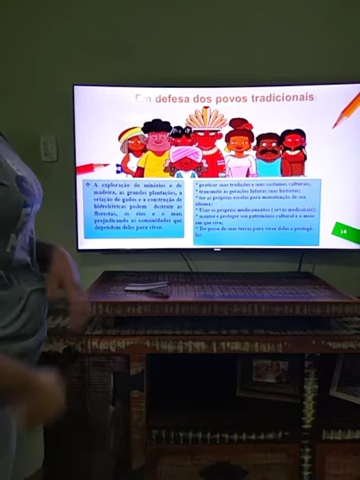 Em defesa dos povos tradicionais
A exploração de minérios e de
madeira, as grandes plantações, a
criação de gados e a construção de
hidrelétricas podem destruir as
florestas, os rios e o mar,
prejudicando as comunidades que
dependem deles para viver.
* praticar suas tradições e seus costumes culturais;
* transmitir às gerações futuras suas histórias;
* ter as próprias escolas para manutenção de seu
idioma;
* Usar os próprios medicamentos ( ervas medicinais);
* manter e proteger seu patrimônio cultural e o meio
em que vive;
* Ter posse de suas terras para viver delas e protegê-
las.
14